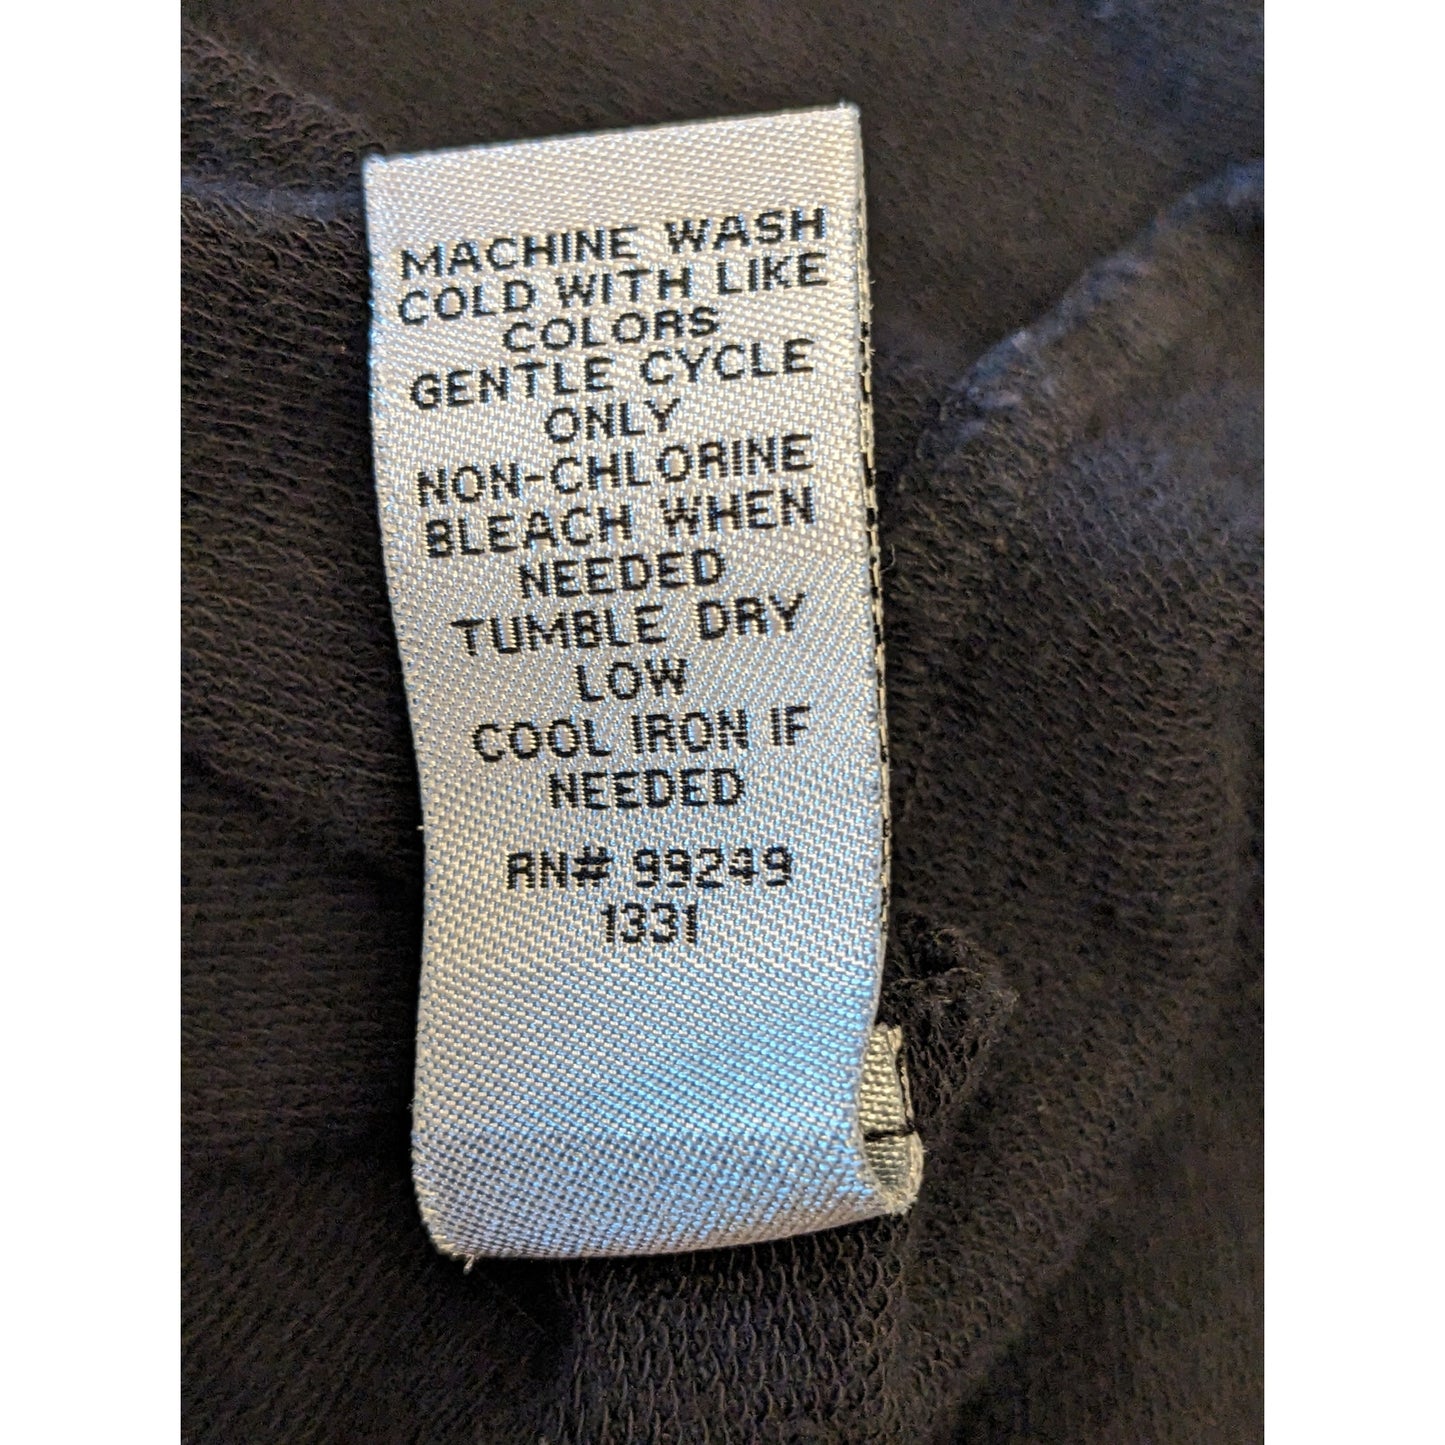 MACHINE WASH
COLD WITH LIKE
COLORS
GENTLE CYCLE
ONLY
NON-CHLORINE
BLEACH WHEN
NEEDED
TUMBLE DRY
LOW
COOL IRON IF
NEEDED
RN# 99249
1331